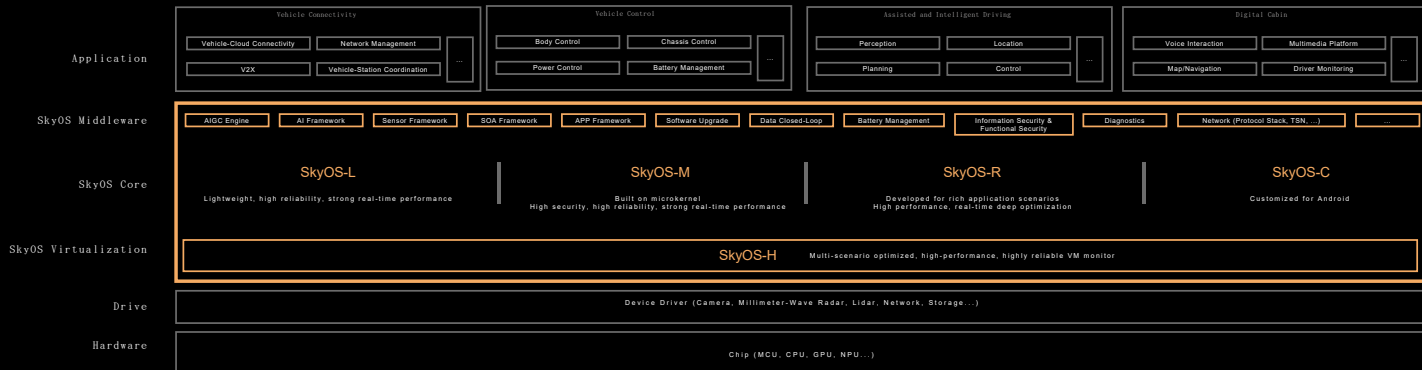 Vehicle Connectivity
Vehicle Control
Assisted and Intelligent Driving
Digital Cabin
Application
Vehicle-Cloud Connectivity
Network Management
V2X
Vehicle-Station Coordination
...
Body Control
Chassis Control
Power Control
Battery Management
...
Perception
Location
Planning
Control
...
Voice Interaction
Multimedia Platform
Map/Navigation
Driver Monitoring
...
SkyOS Middleware
AIGC Engine
AI Framework
Sensor Framework
SOA Framework
APP Framework
Software Upgrade
Data Closed-Loop
Battery Management
Information Security &
Functional Security
Diagnostics
Network (Protocol Stack, TSN, ...)
...
SkyOS Core
SkyOS-L
Lightweight, high reliability, strong real-time performance
SkyOS-M
Built on microkernel
High security, high reliability, strong real-time performance
SkyOS-R
Developed for rich application scenarios
High performance, real-time deep optimization
SkyOS-C
Customized for Android
SkyOS Virtualization
SkyOS-H
Multi-scenario optimized, high-performance, highly reliable VM monitor
Drive
Device Driver (Camera, Millimeter-Wave Radar, Lidar, Network, Storage...)
Hardware
Chip (MCU, CPU, GPU, NPU...)